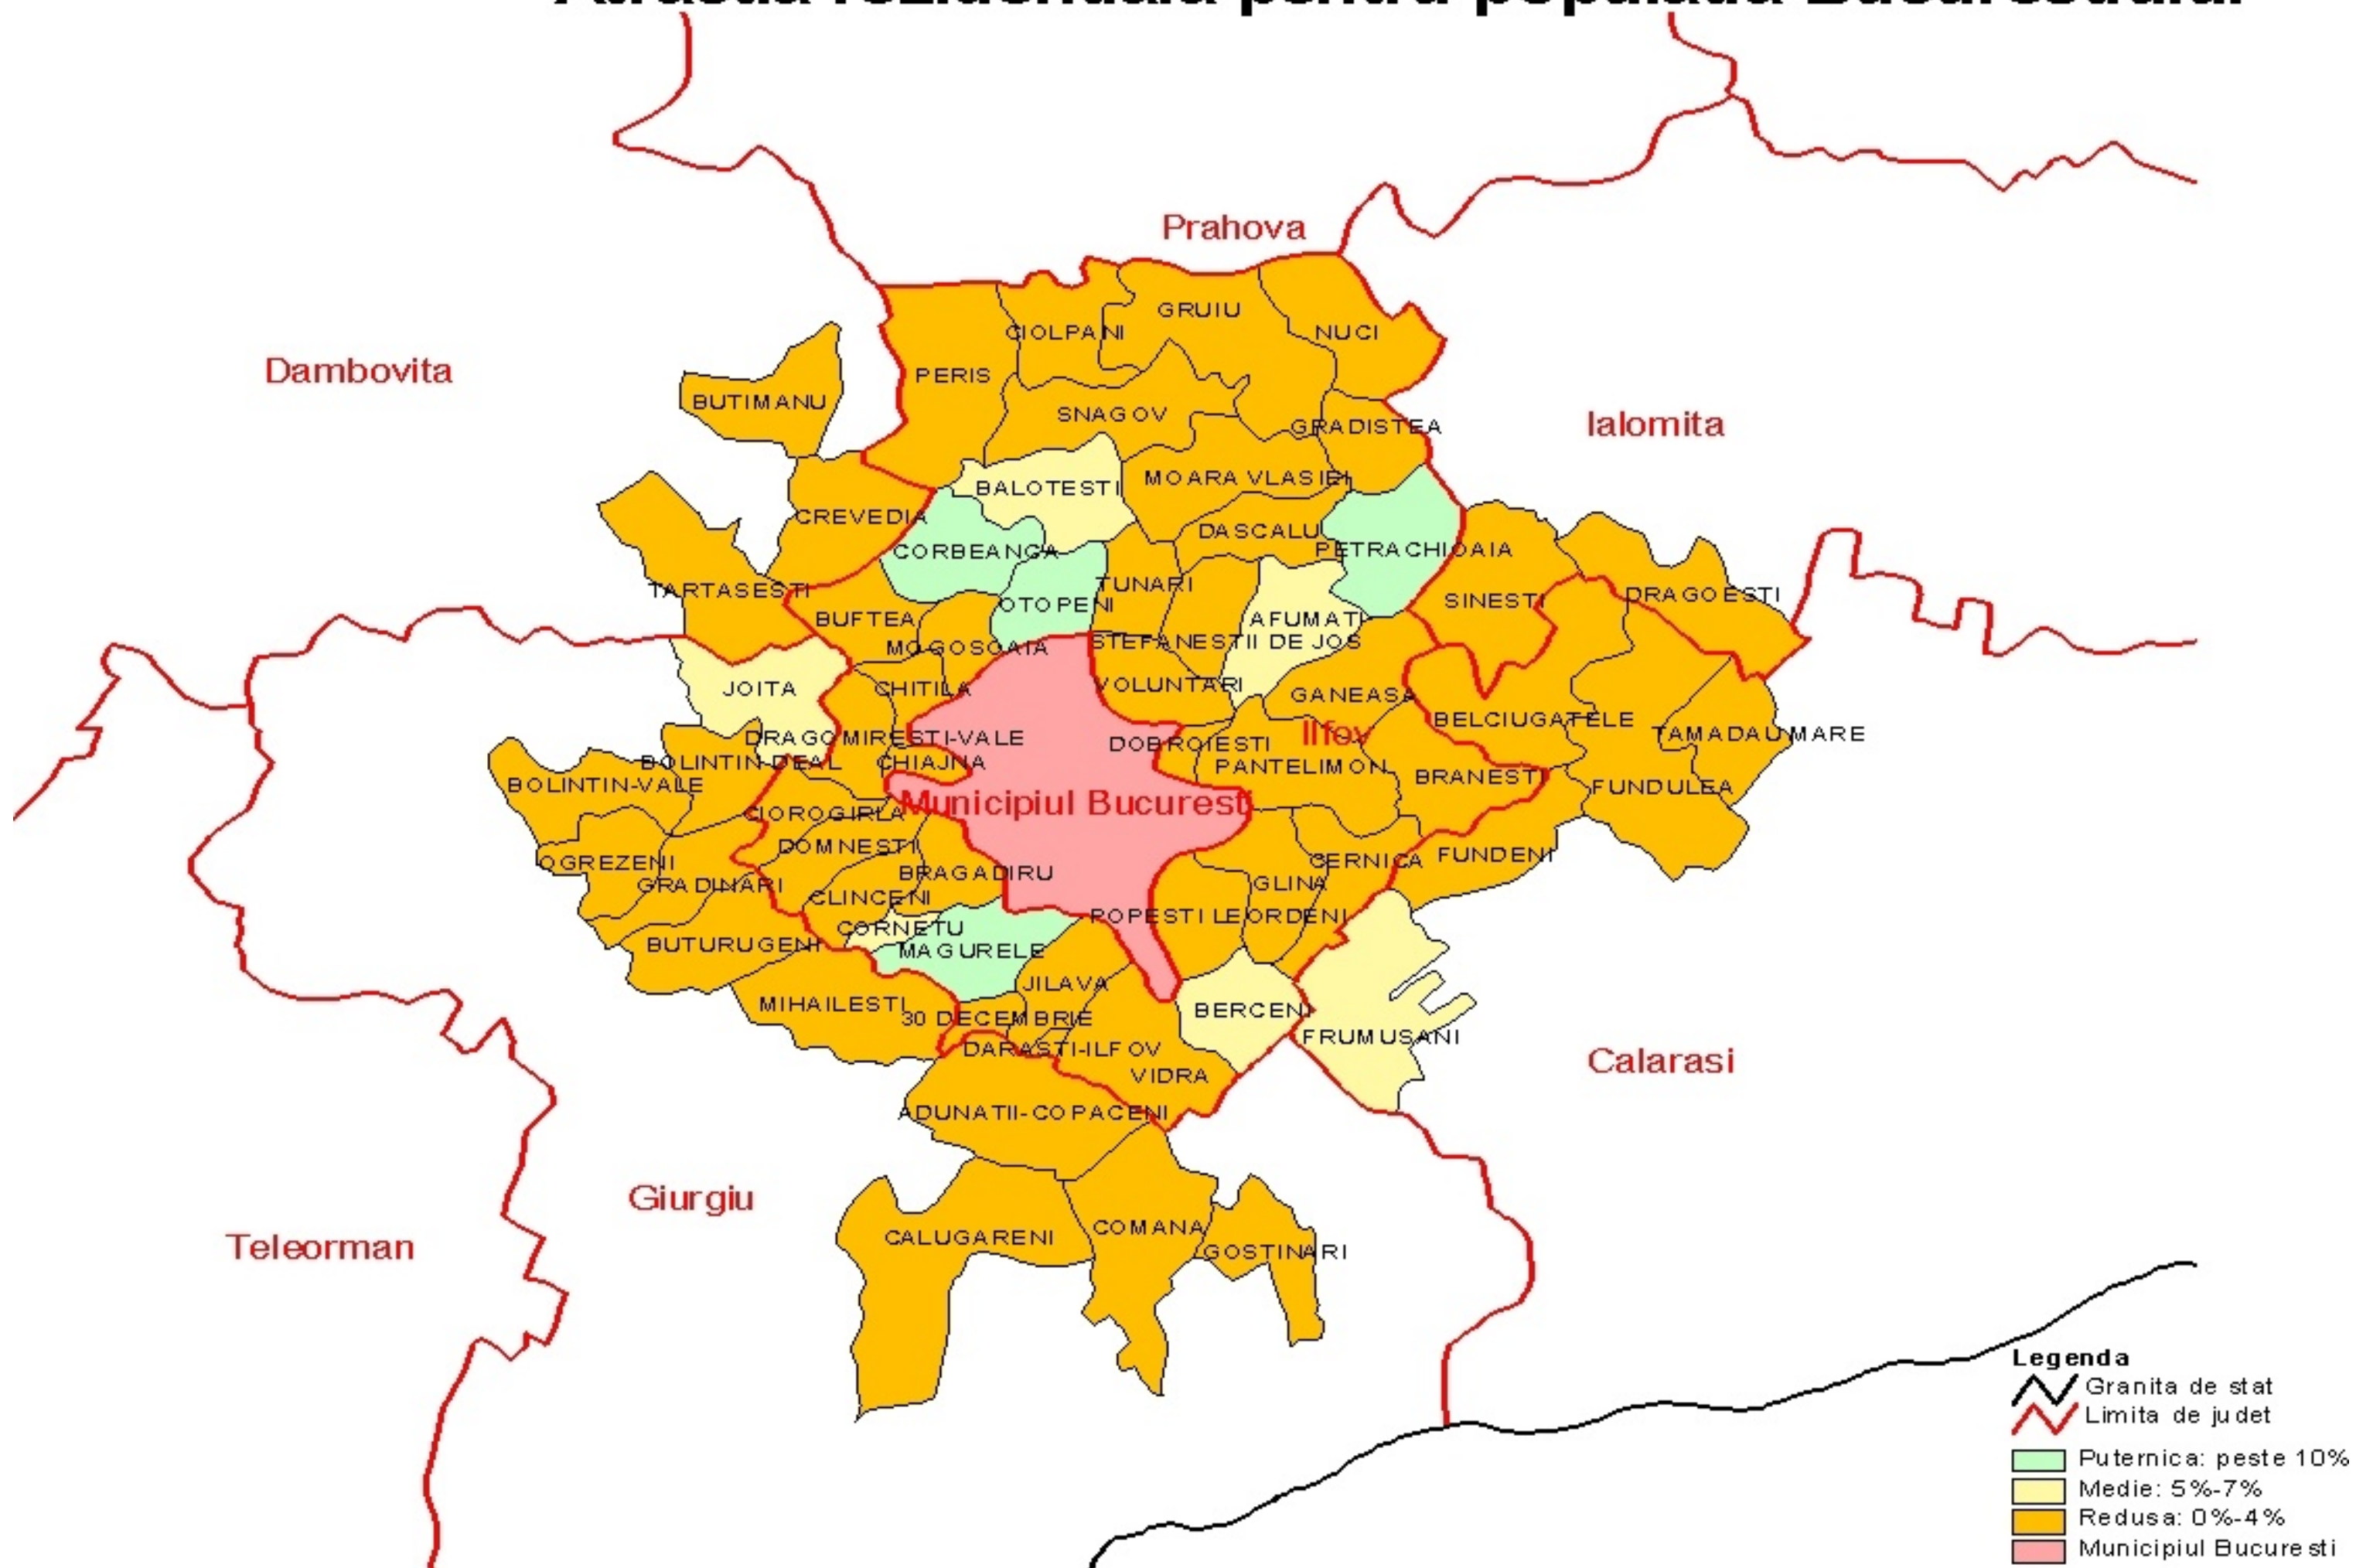 Prahova
Dambovita
Ialomita
GRUIU
CIOLPANI
NUCI
PERIS
BUTIMANU
SNAGOV
GRADISTEA
MOARA VLASIEI
BALOTESTI
CREVEDIA
DASCALU
CORBEANCA
PETRACHIOAIA
TUNARI
TARTASESTI
OTOPENI
SINESTI
DRAGOESTI
BUFTEA
AFUMATI
MOGOSOAIA
STEFANESTII DE JOS
JOITA
CHITILA
VOLUNTARI
GANEASA
BELCIUGATELE
TAMADAU MARE
Ilfov
DRAGOMIRESTI-VALE
DOBROIESTI
BOLINTIN-DEAL
CHIAJNA
PANTELIMON
BRANESTI
BOLINTIN-VALE
FUNDULEA
Municipiul Bucuresti
CIOROGIRLA
DOMNESTI
FUNDENI
OGREZENI
CERNICA
BRAGADIRU
GRADINARI
GLINA
CLINCENI
POPESTI LEORDENI
CORNETU
BUTURUGENI
MAGURELE
JILAVA
MIHAILESTI
BERCENI
30 DECEMBRIE
FRUMUSANI
DARASTI-ILFOV
Calarasi
VIDRA
ADUNATII-COPACENI
Giurgiu
COMANA
CALUGARENI
Teleorman
GOSTINARI
Legenda
Granita de stat
Limita de judet
Puternica: peste 10%
Medie: 5%-7%
Redusa: 0%-4%
Municipiul Bucuresti